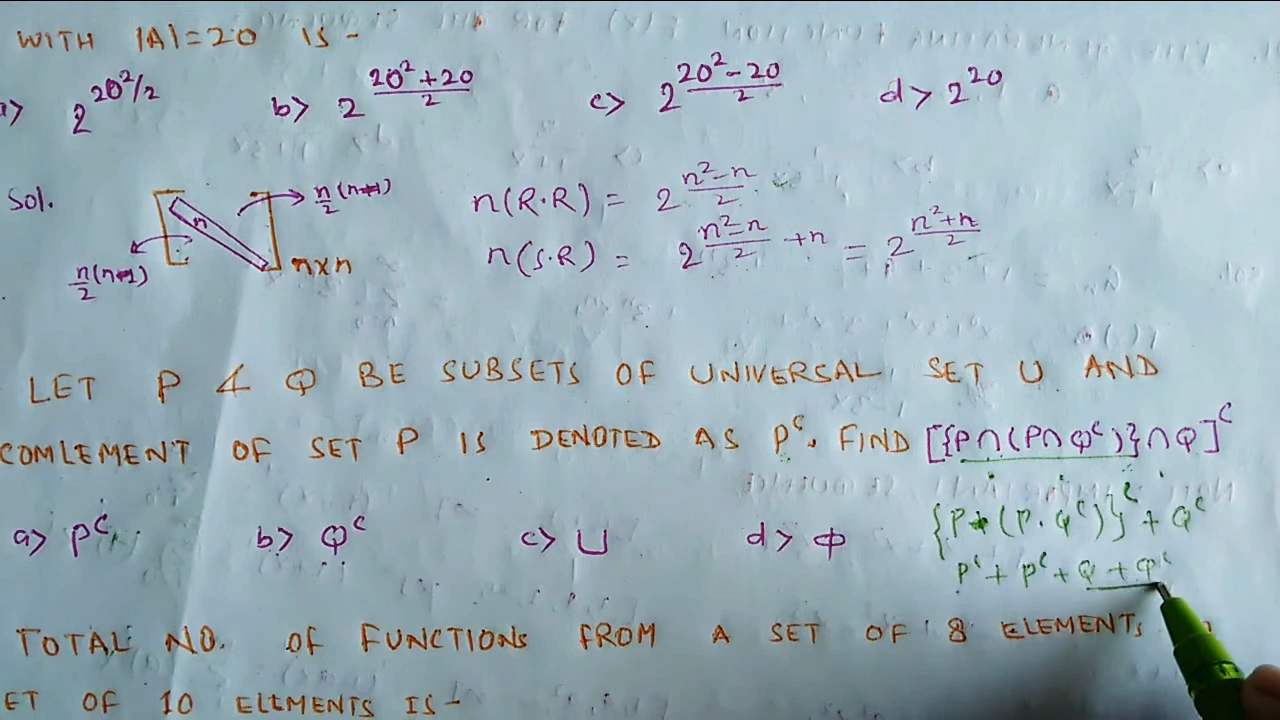 WITH |A|=20 IS -
a> 2^{20²/2} b> 2^{(20²+20)/2} c> 2^{(20²-20)/2} d> 2^{20}
Sol.
n/2(n-1)
n
n/2(n-1)
n×n
n(R.R) = 2^{(n²-n)/2}
n(S.R) = 2^{(n²-n)/2 + n} = 2^{(n²+n)/2}
LET P & Q BE SUBSETS OF UNIVERSAL SET U AND
COMLEMENT OF SET P IS DENOTED AS P^c. FIND [{P∩(P∩Q^c)}∩Q]^c
a> P^c b> Q^c c> U d> Φ
{P·(P·Q^c)}^c + Q^c
P^c + P^c + Q + Q^c
TOTAL NO. OF FUNCTIONS FROM A SET OF 8 ELEMENTS
ET OF 10 ELEMENTS IS -